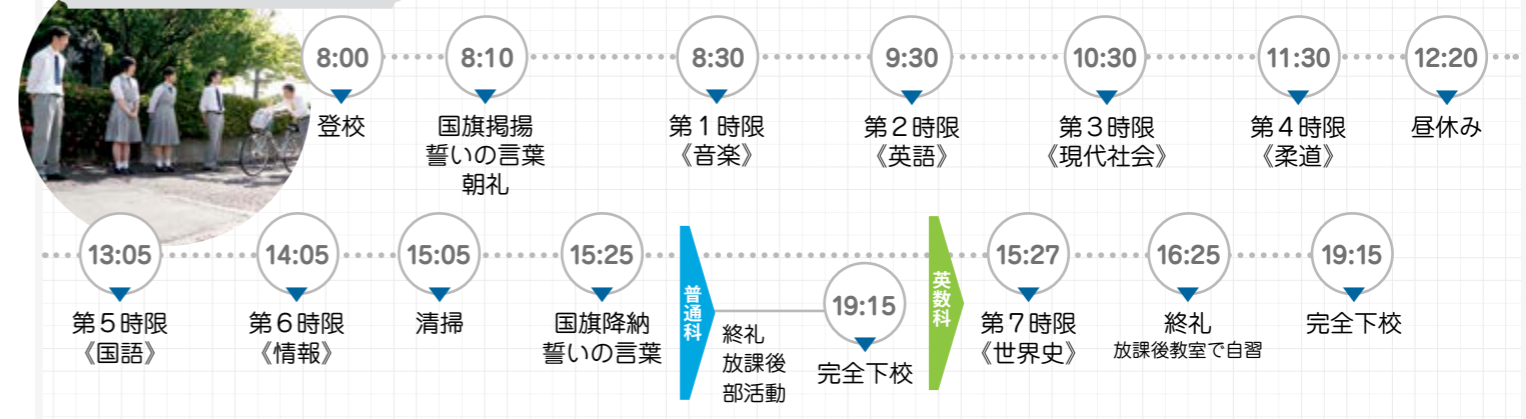 8:00
登校
8:10
国旗掲揚
誓いの言葉
朝礼
8:30
第1時限
《音楽》
9:30
第2時限
《英語》
10:30
第3時限
《現代社会》
11:30
第4時限
《柔道》
12:20
昼休み
13:05
第5時限
《国語》
14:05
第6時限
《情報》
15:05
清掃
15:25
国旗降納
誓いの言葉
普通科
終礼
放課後
部活動
19:15
完全下校
英数科
15:27
第7時限
《世界史》
16:25
終礼
放課後教室で自習
19:15
完全下校